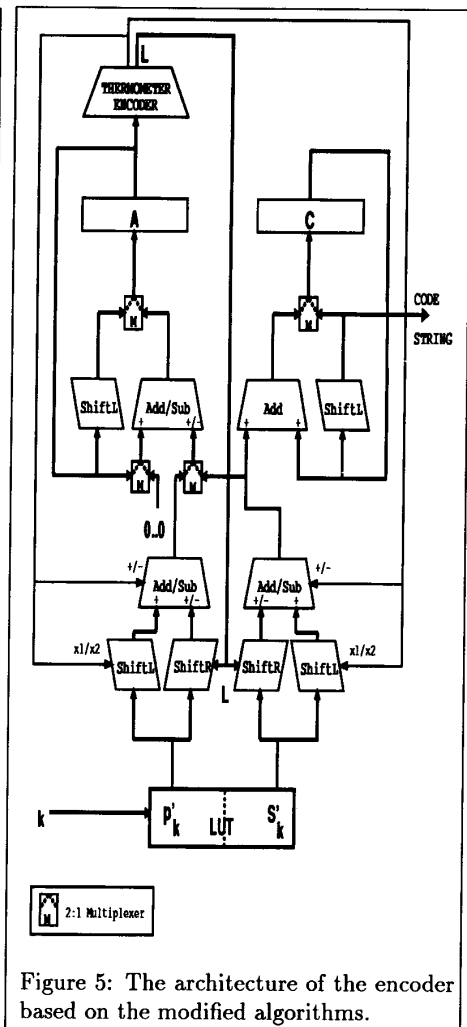 L
THERMOMETER
ENCODER
A
C
M
M
CODE
STRING
ShiftL
Add/Sub
+
+/-
Add
+
+
ShiftL
M
M
0..0
+/-
Add/Sub
+
+/-
Add/Sub
+/-
+
+/-
x1/x2
ShiftL
ShiftR
L
ShiftR
ShiftL
x1/x2
k
P'k
LUT
S'k
M
2:1 Multiplexer
Figure 5: The architecture of the encoder
based on the modified algorithms.